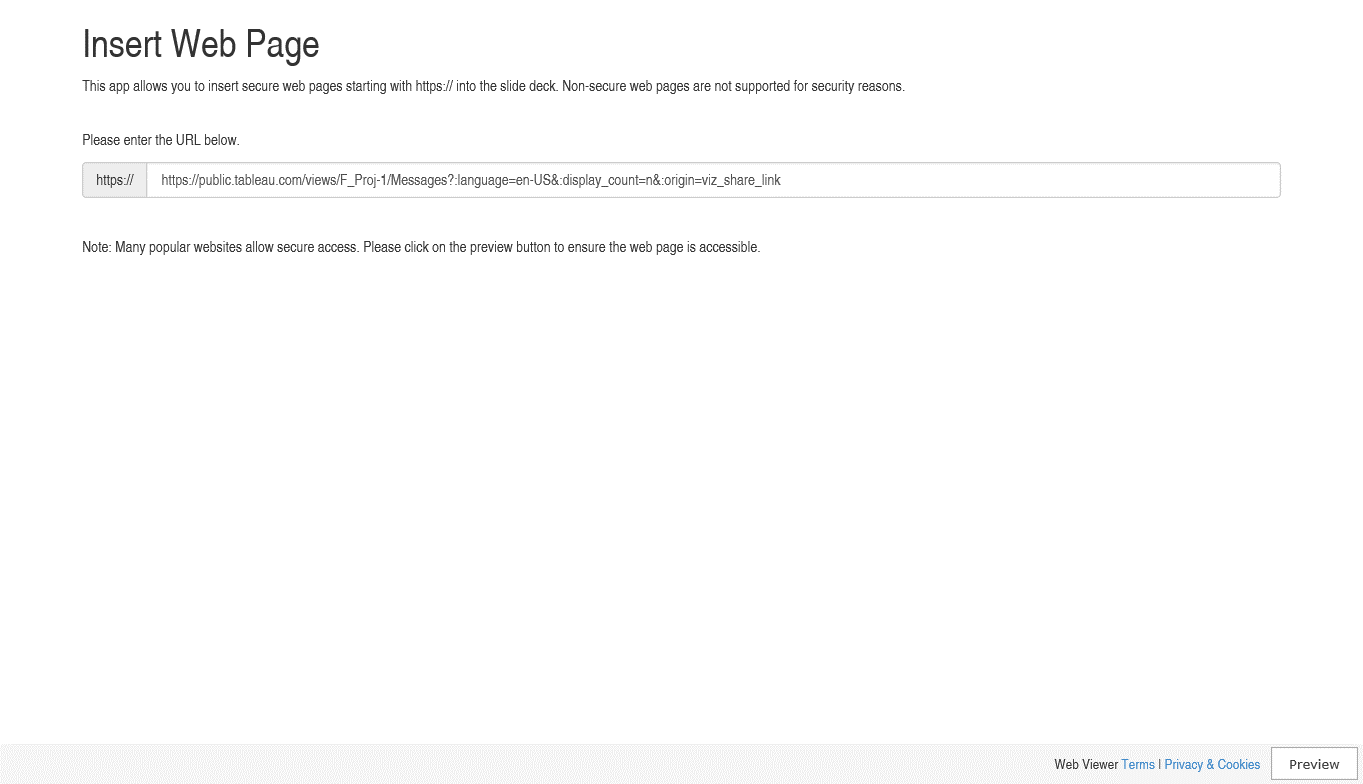 Insert Web Page
This app allows you to insert secure web pages starting with https:// into the slide deck. Non-secure web pages are not supported for security reasons.
Please enter the URL below.
https:// https://public.tableau.com/views/F_Proj-1/Messages?:language=en-US&:display_count=n&:origin=viz_share_link
Note: Many popular websites allow secure access. Please click on the preview button to ensure the web page is accessible.
Web Viewer Terms | Privacy & Cookies Preview